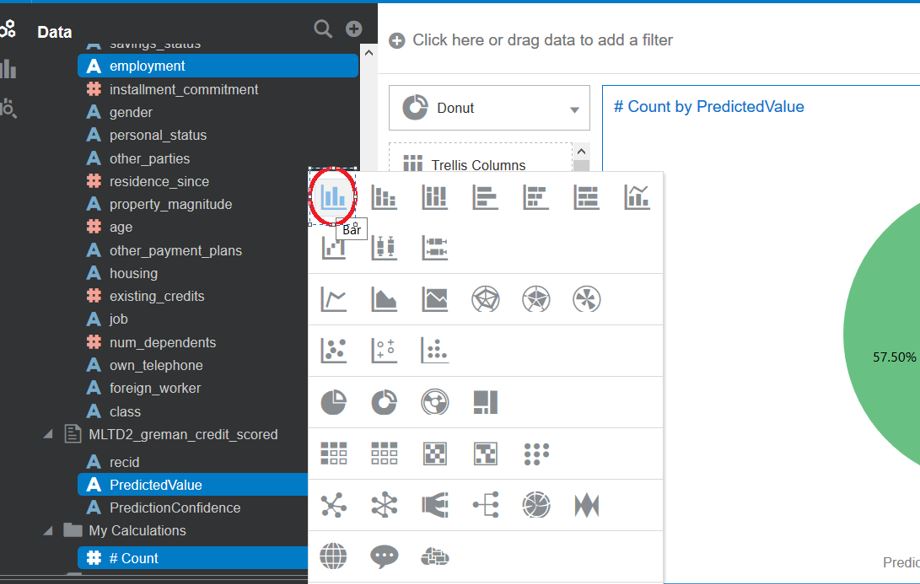 Data
savings_status
employment
installment_commitment
gender
personal_status
other_parties
residence_since
property_magnitude
age
other_payment_plans
housing
existing_credits
job
num_dependents
own_telephone
foreign_worker
class
MLTD2_greman_credit_scored
recid
PredictedValue
PredictionConfidence
My Calculations
# Count
Click here or drag data to add a filter
Donut
Trellis Columns
Bar
# Count by PredictedValue
57.50%
Predic